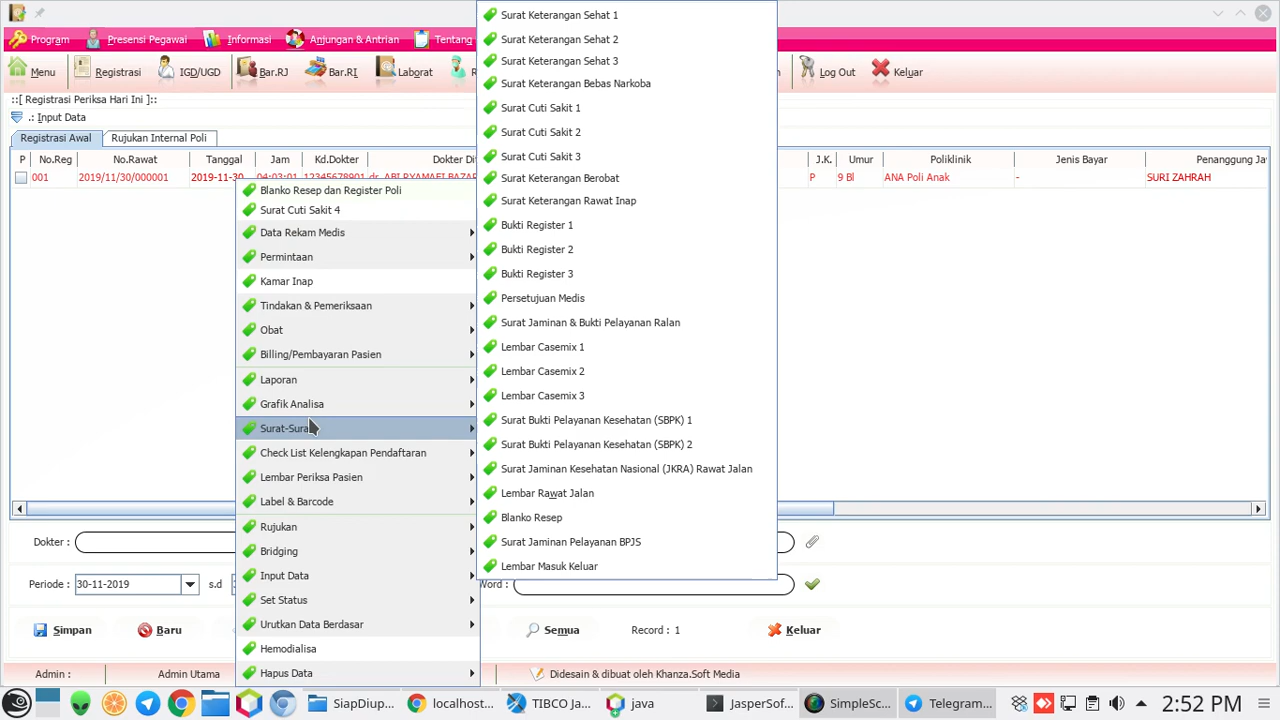 Program
Presensi Pegawai
Informasi
Anjungan & Antrian
Tentang
Menu
Registrasi
IGD/UGD
Bar.RJ
Bar.RI
Laborat
Log Out
Keluar
::[ Registrasi Periksa Hari Ini ]::
.: Input Data
Registrasi Awal
Rujukan Internal Poli
P
No.Reg
No.Rawat
Tanggal
Jam
Kd.Dokter
J.K.
Umur
Poliklinik
Jenis Bayar
001
2019/11/30/000001
2019-11-30
P
9 Bl
ANA Poli Anak
-
SURI ZAHRAH
Blanko Resep dan Register Poli
Surat Cuti Sakit 4
Data Rekam Medis
Permintaan
Kamar Inap
Tindakan & Pemeriksaan
Obat
Billing/Pembayaran Pasien
Laporan
Grafik Analisa
Surat-Surat
Check List Kelengkapan Pendaftaran
Lembar Periksa Pasien
Label & Barcode
Rujukan
Bridging
Input Data
Set Status
Urutkan Data Berdasar
Hemodialisa
Hapus Data
Surat Keterangan Sehat 1
Surat Keterangan Sehat 2
Surat Keterangan Sehat 3
Surat Keterangan Bebas Narkoba
Surat Cuti Sakit 1
Surat Cuti Sakit 2
Surat Cuti Sakit 3
Surat Keterangan Berobat
Surat Keterangan Rawat Inap
Bukti Register 1
Bukti Register 2
Bukti Register 3
Persetujuan Medis
Surat Jaminan & Bukti Pelayanan Ralan
Lembar Casemix 1
Lembar Casemix 2
Lembar Casemix 3
Surat Bukti Pelayanan Kesehatan (SBPK) 1
Surat Bukti Pelayanan Kesehatan (SBPK) 2
Surat Jaminan Kesehatan Nasional (JKRA) Rawat Jalan
Lembar Rawat Jalan
Blanko Resep
Surat Jaminan Pelayanan BPJS
Lembar Masuk Keluar
Dokter :
Periode :
30-11-2019
s.d
Word :
Simpan
Baru
Semua
Record : 1
Keluar
Admin :
Admin Utama
Didesain & dibuat oleh Khanza.Soft Media
SiapDiup...
localhost...
TIBCO Ja...
java
JasperSof...
SimpleSc...
Telegram...
2:52 PM